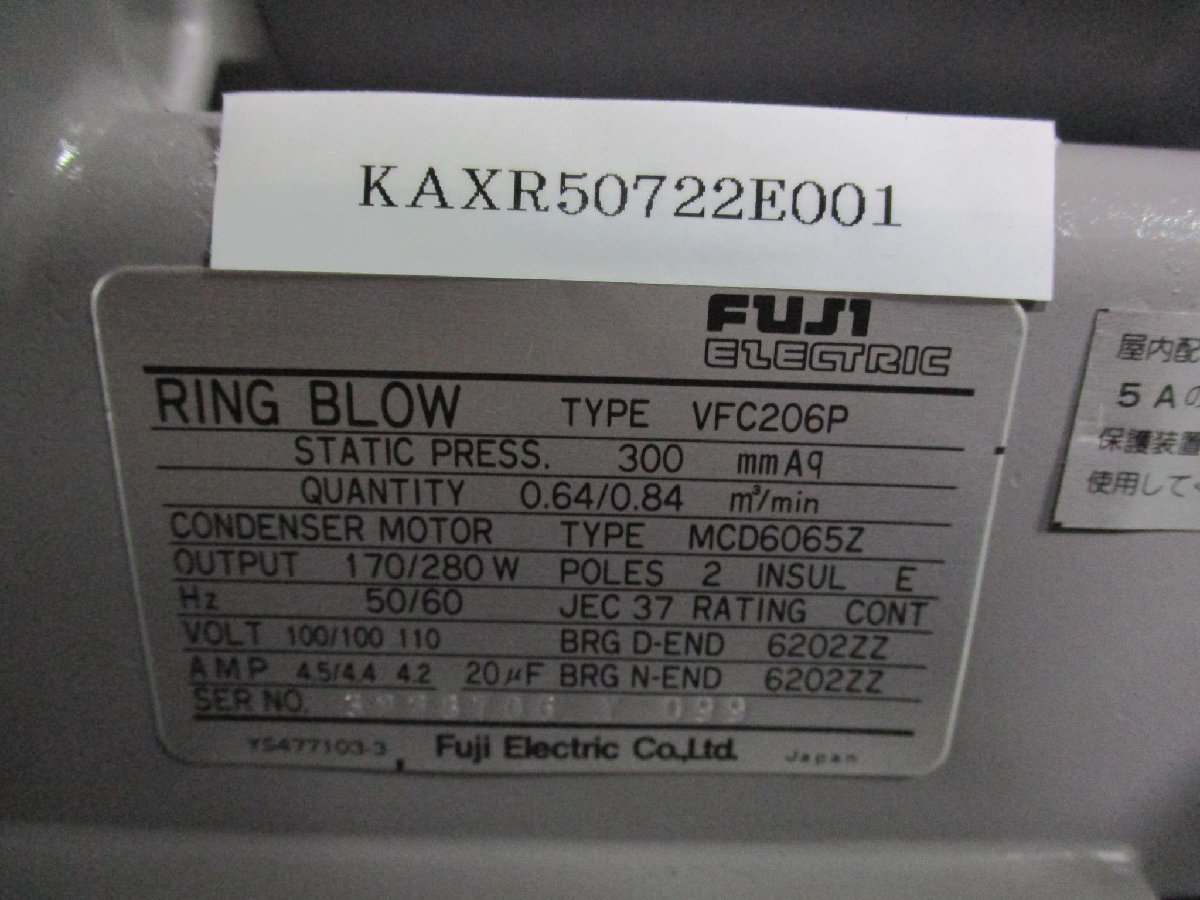 KAXR50722E001
FUJI
ELECTRIC
RING BLOW TYPE VFC206P
STATIC PRESS. 300 mmAq
QUANTITY 0.64/0.84 m³/min
CONDENSER MOTOR TYPE MCD6065Z
OUTPUT 170/280 W POLES 2 INSUL E
Hz 50/60 JEC 37 RATING CONT
VOLT 100/100 110 BRG D-END 6202ZZ
AMP 4.5/4.4 4.2 20μF BRG N-END 6202ZZ
SER NO. 099
Y5477103-3 Fuji Electric Co.,Ltd. Japan
屋内配
5Aの
保護装置
使用して